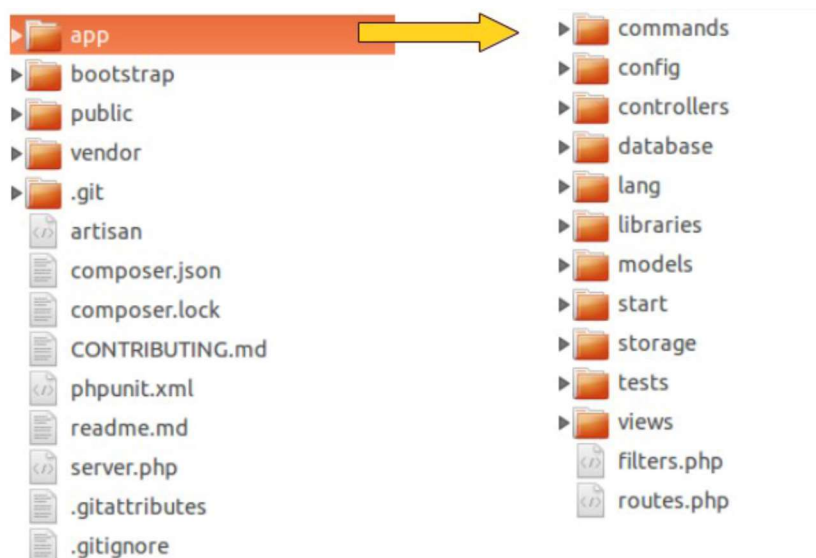 app
bootstrap
public
vendor
.git
artisan
composer.json
composer.lock
CONTRIBUTING.md
phpunit.xml
readme.md
server.php
.gitattributes
.gitignore
commands
config
controllers
database
lang
libraries
models
start
storage
tests
views
filters.php
routes.php